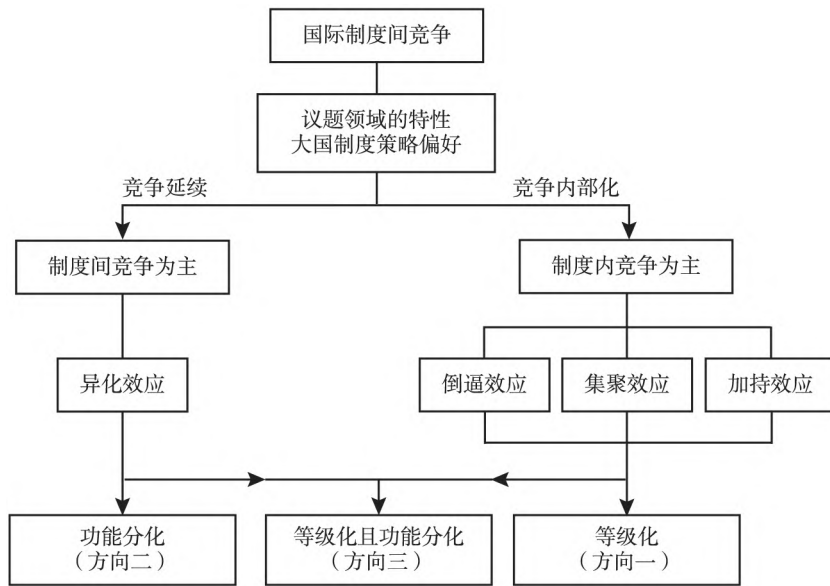 国际制度间竞争
议题领域的特性
大国制度策略偏好
竞争延续
竞争内部化
制度间竞争为主
制度内竞争为主
异化效应
倒逼效应
集聚效应
加持效应
功能分化
（方向二）
等级化且功能分化
（方向三）
等级化
（方向一）